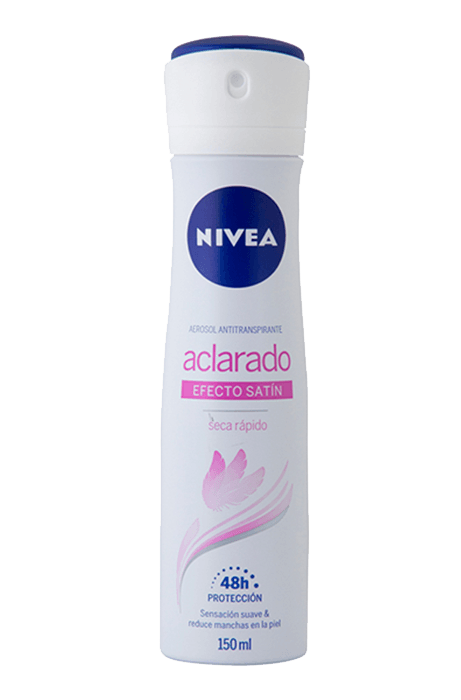 NIVEA
AEROSOL ANTITRANSPIRANTE
aclarado
EFECTO SATÍN
seca rápido
48h
PROTECCIÓN
Sensación suave &
reduce manchas en la piel
150 ml